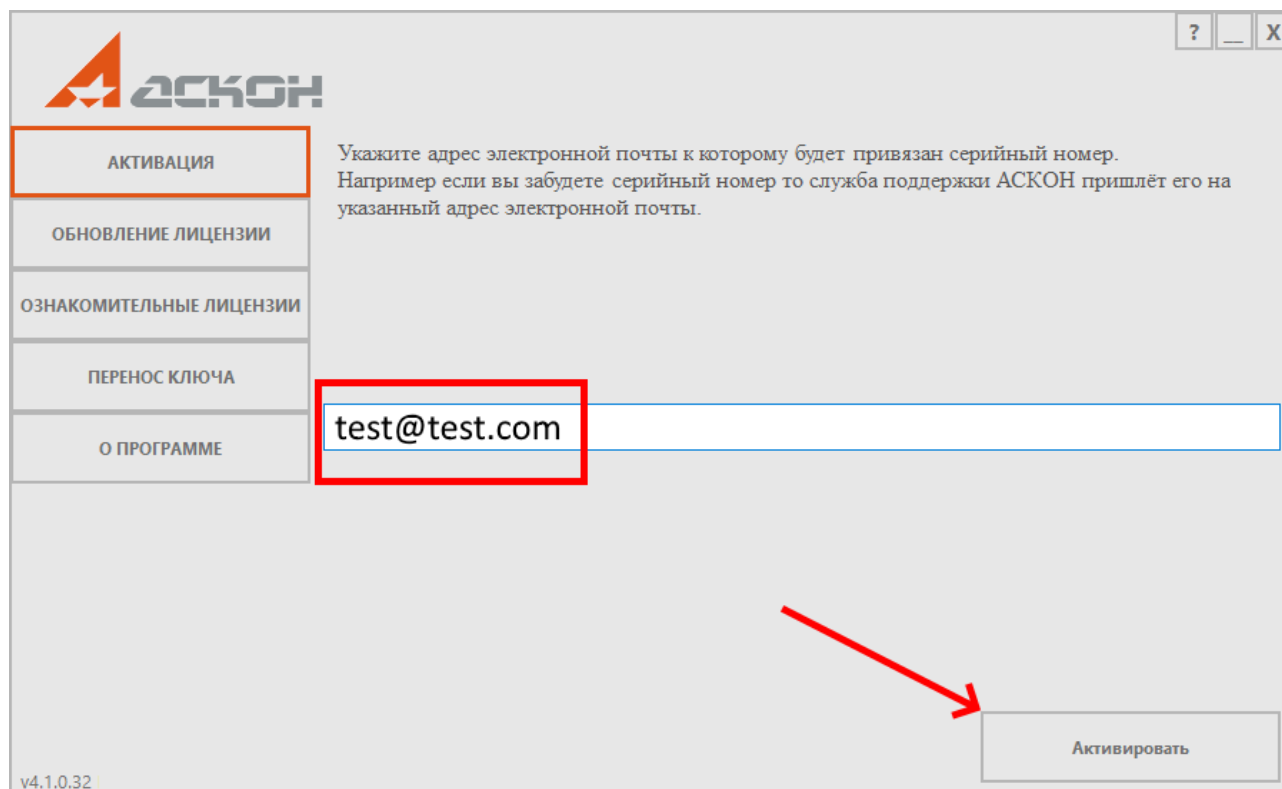 ? _ X
АСКОН
АКТИВАЦИЯ
ОБНОВЛЕНИЕ ЛИЦЕНЗИИ
ОЗНАКОМИТЕЛЬНЫЕ ЛИЦЕНЗИИ
ПЕРЕНОС КЛЮЧА
О ПРОГРАММЕ
Укажите адрес электронной почты к которому будет привязан серийный номер.
Например если вы забудете серийный номер то служба поддержки АСКОН пришлёт его на
указанный адрес электронной почты.
test@test.com
Активировать
v4.1.0.32